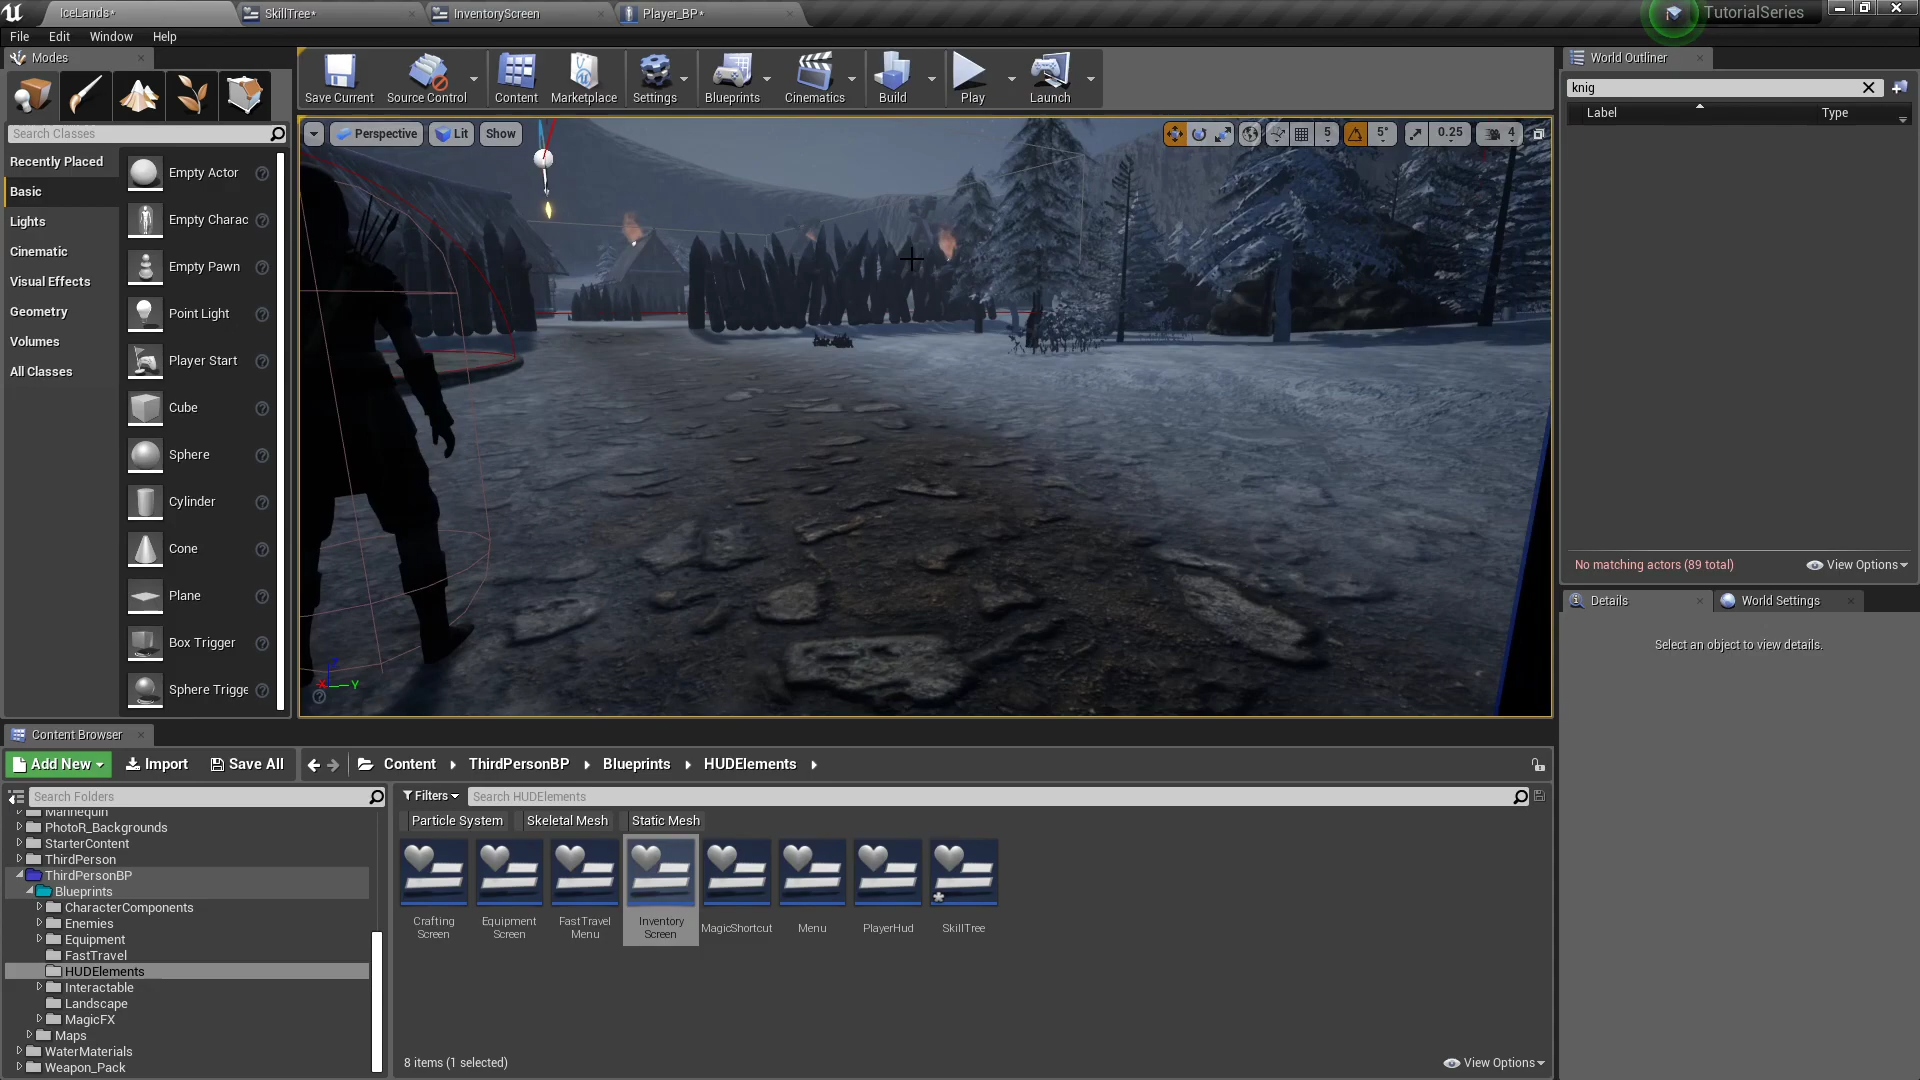 IceLands*
SkillTree*
InventoryScreen
Player_BP*
TutorialSeries
File
Edit
Window
Help
Modes
Save Current
Source Control
Content
Marketplace
Settings
Blueprints
Cinematics
Build
Play
Launch
World Outliner
knig
Label
Type
Search Classes
Perspective
Lit
Show
5
5°
0.25
4
Recently Placed
Basic
Lights
Cinematic
Visual Effects
Geometry
Volumes
All Classes
Empty Actor
Empty Charac
Empty Pawn
Point Light
Player Start
Cube
Sphere
Cylinder
Cone
Plane
Box Trigger
Sphere Trigge
X
Y
No matching actors (89 total)
View Options
Details
World Settings
Select an object to view details.
Content Browser
Add New
Import
Save All
Content
ThirdPersonBP
Blueprints
HUDElements
Search Folders
Filters
Search HUDElements
Particle System
Skeletal Mesh
Static Mesh
Mannequin
PhotoR_Backgrounds
StarterContent
ThirdPerson
ThirdPersonBP
Blueprints
CharacterComponents
Enemies
Equipment
FastTravel
HUDElements
Interactable
Landscape
MagicFX
Maps
WaterMaterials
Weapon_Pack
Crafting
Screen
Equipment
Screen
FastTravel
Menu
Inventory
Screen
MagicShortcut
Menu
PlayerHud
SkillTree
8 items (1 selected)
View Options